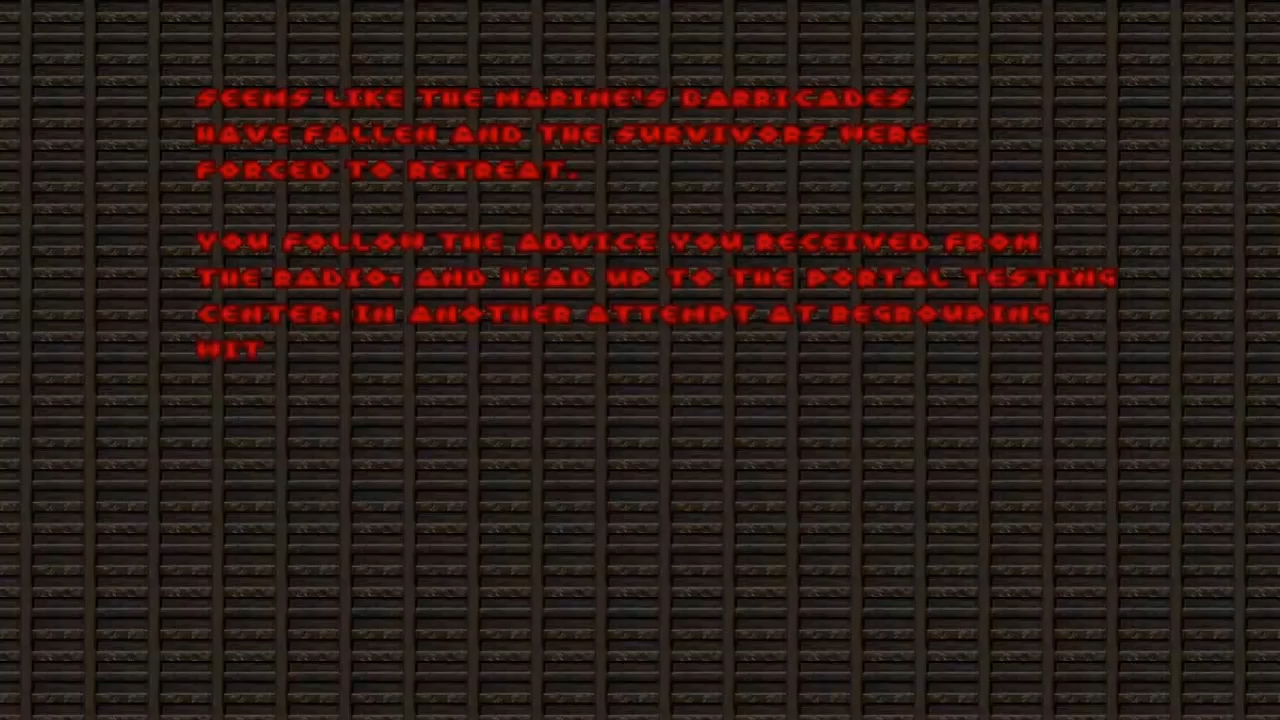 SEEMS LIKE THE MARINE'S BARRICADES
HAVE FALLEN AND THE SURVIVORS WERE
FORCED TO RETREAT.
YOU FOLLOW THE ADVICE YOU RECEIVED FROM
THE RADIO, AND HEAD UP TO THE PORTAL TESTING
CENTER, IN ANOTHER ATTEMPT AT REGROUPING
WIT